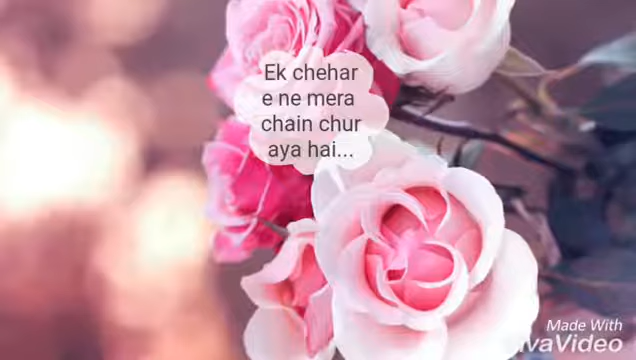 Ek chehar
e ne mera
chain chur
aya hai...
Made With
vaVideo